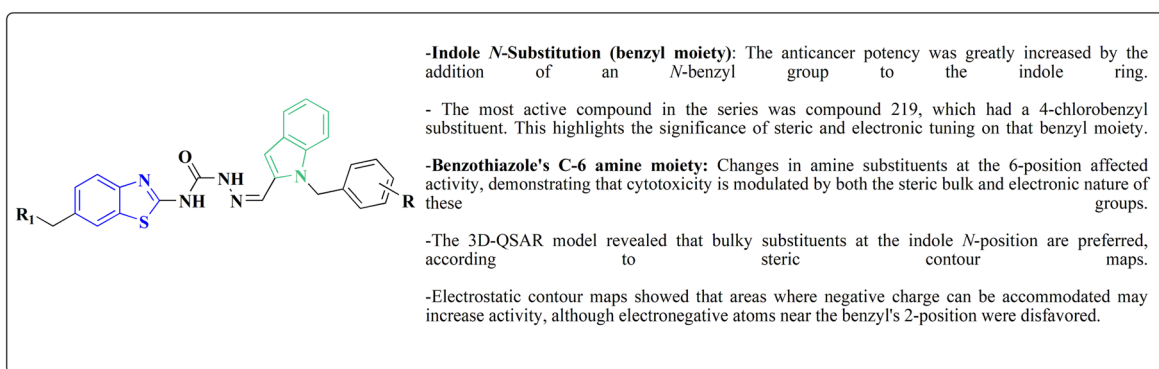 -Indole N-Substitution (benzyl moiety): The anticancer potency was greatly increased by the
addition of an N-benzyl group to the indole ring.
- The most active compound in the series was compound 219, which had a 4-chlorobenzyl
substituent. This highlights the significance of steric and electronic tuning on that benzyl moiety.
-Benzothiazole's C-6 amine moiety: Changes in amine substituents at the 6-position affected
activity, demonstrating that cytotoxicity is modulated by both the steric bulk and electronic nature of
these groups.
-The 3D-QSAR model revealed that bulky substituents at the indole N-position are preferred,
according to steric contour maps.
-Electrostatic contour maps showed that areas where negative charge can be accommodated may
increase activity, although electronegative atoms near the benzyl's 2-position were disfavored.
O
N
NH
N
NH
N
R
R1
S